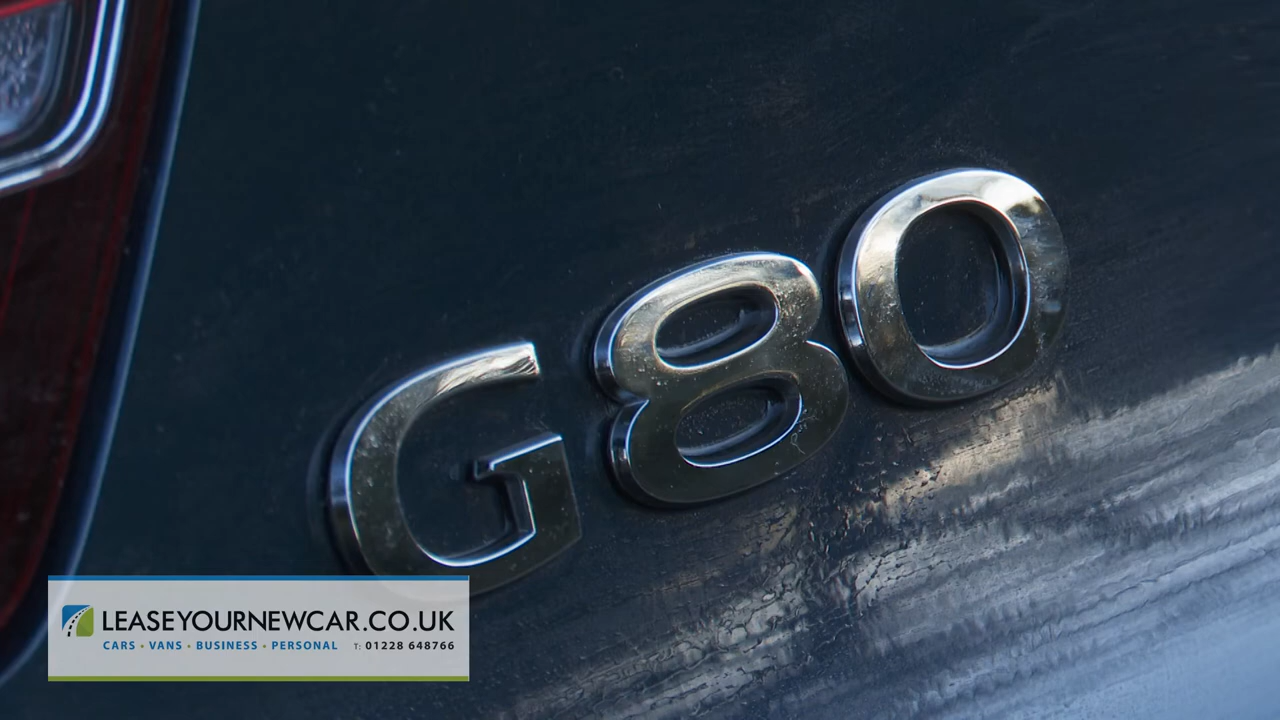 G80
LEASEYOURNEWCAR.CO.UK
CARS • VANS • BUSINESS • PERSONAL T: 01228 648766